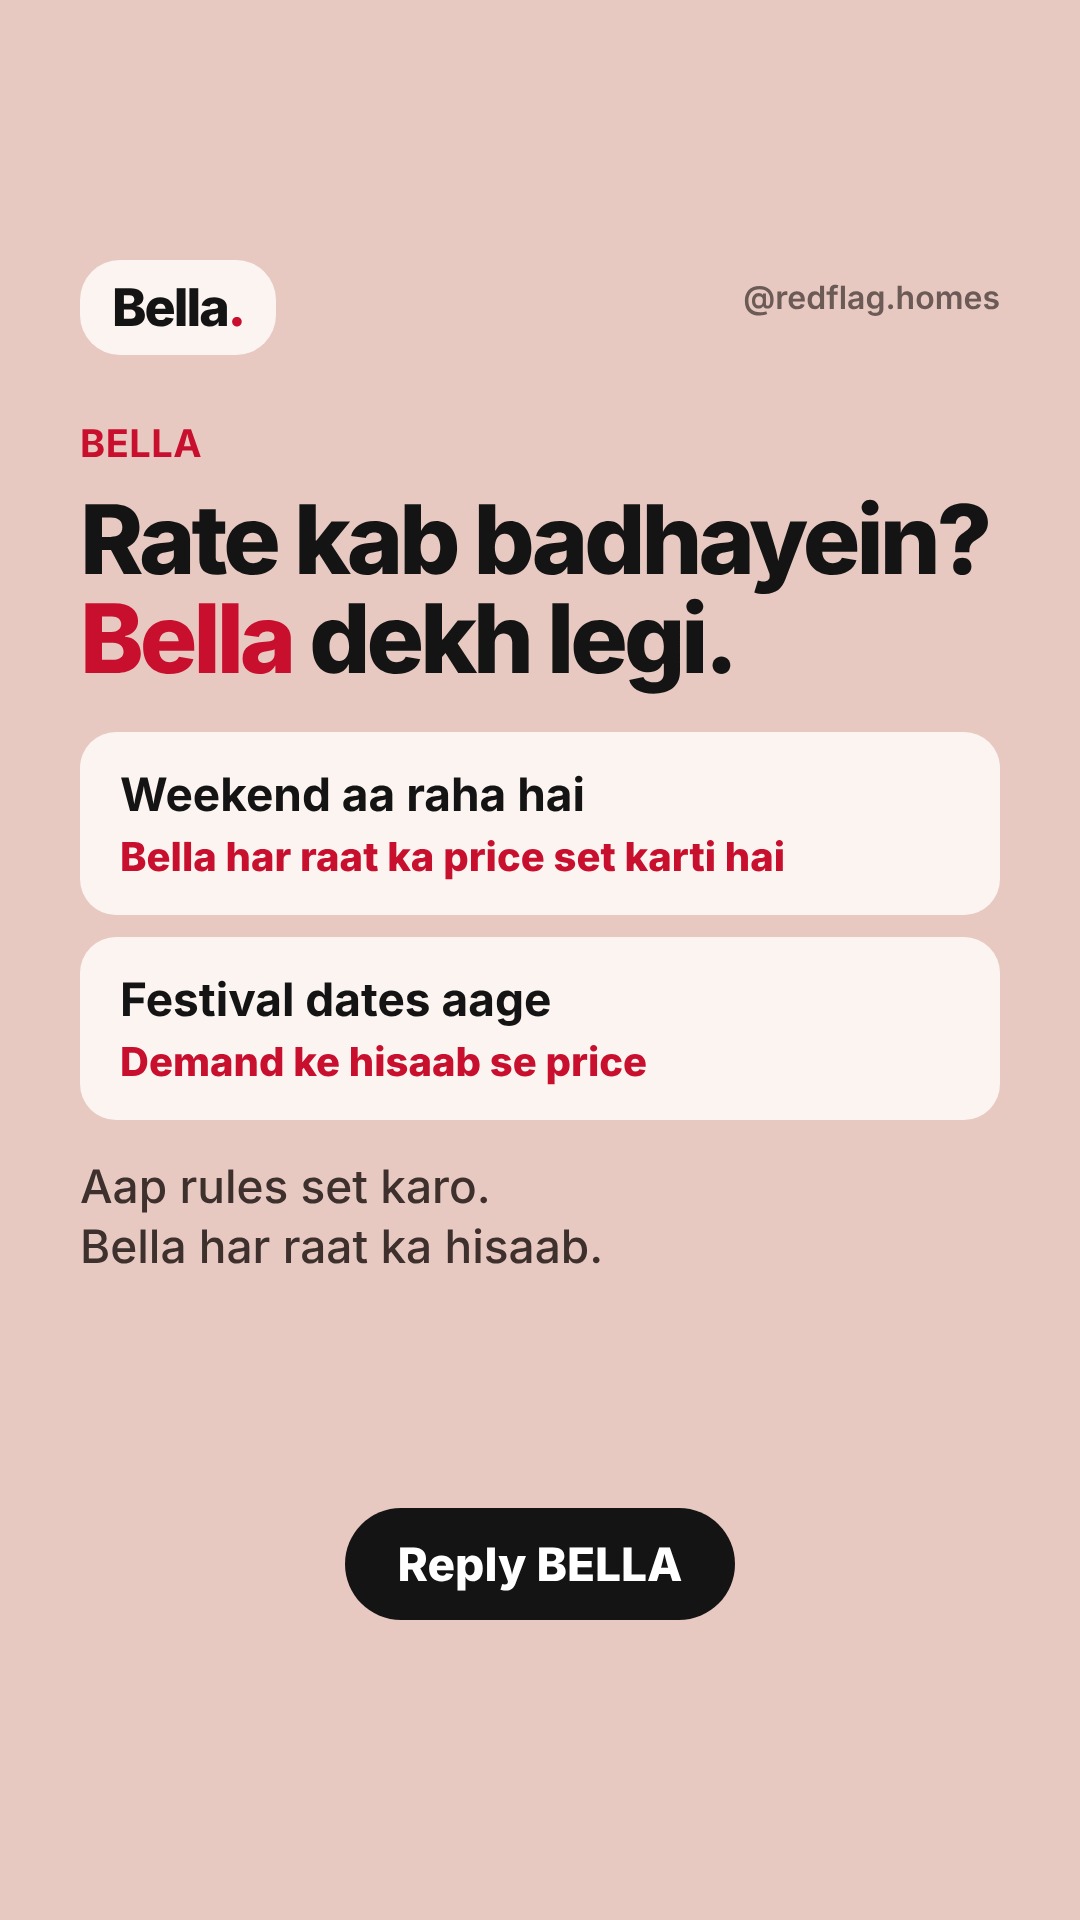 Bella.
@redflag.homes
BELLA
Rate kab badhayein?
Bella dekh legi.
Weekend aa raha hai
Bella har raat ka price set karti hai
Festival dates aage
Demand ke hisaab se price
Aap rules set karo.
Bella har raat ka hisaab.
Reply BELLA